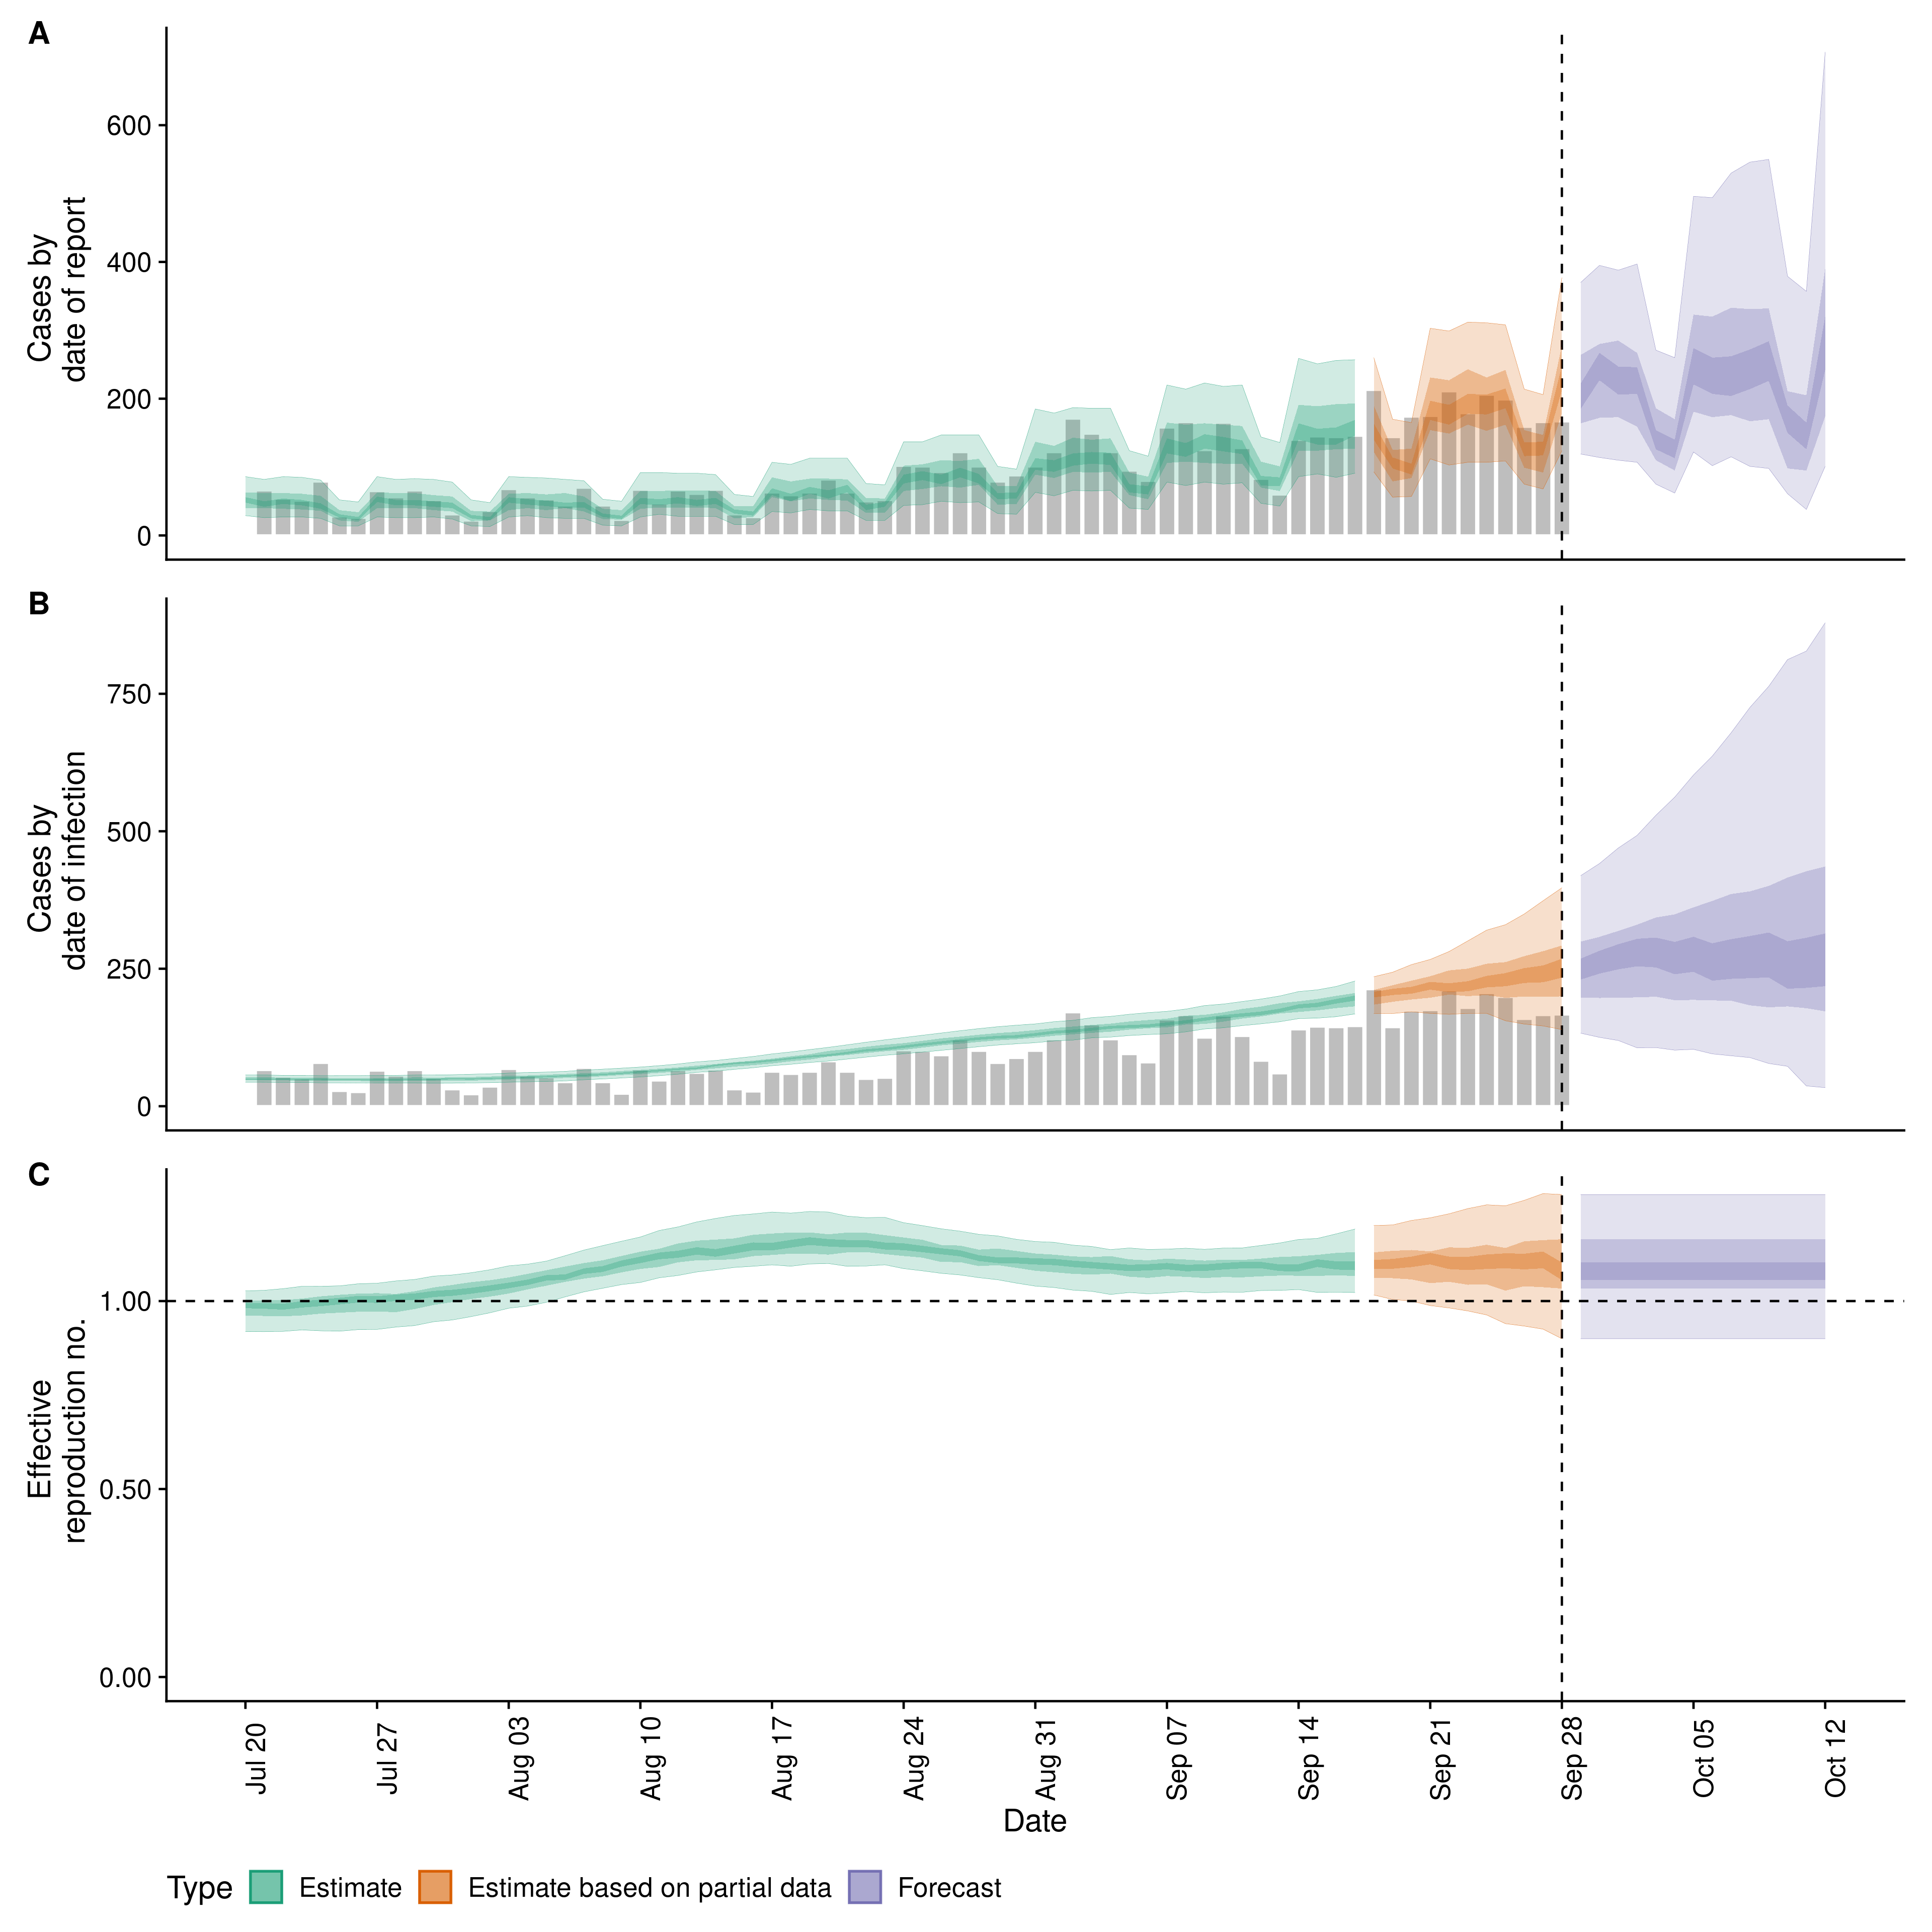 A
Cases by
date of report
600
400
200
0
B
Cases by
date of infection
750
500
250
0
C
Effective
reproduction no.
1.00
0.50
0.00
Jul 20
Jul 27
Aug 03
Aug 10
Aug 17
Aug 24
Aug 31
Sep 07
Sep 14
Sep 21
Sep 28
Oct 05
Oct 12
Date
Type Estimate Estimate based on partial data Forecast